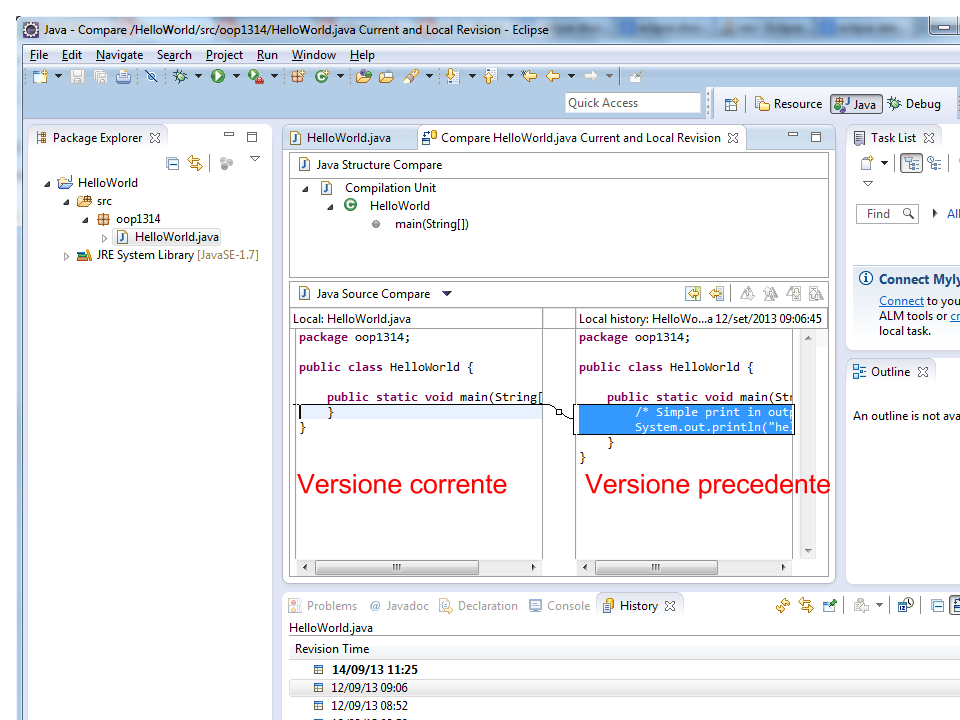 Java - Compare /HelloWorld/src/oop1314/HelloWorld.java Current and Local Revision - Eclipse
File Edit Navigate Search Project Run Window Help
Quick Access
Resource Java Debug
Package Explorer
HelloWorld
src
oop1314
HelloWorld.java
JRE System Library [JavaSE-1.7]
HelloWorld.java Compare HelloWorld.java Current and Local Revision
Java Structure Compare
Compilation Unit
HelloWorld
main(String[])
Java Source Compare
Local: HelloWorld.java
package oop1314;
public class HelloWorld {
public static void main(String[
}
}
Versione corrente
Local history: HelloWo...a 12/set/2013 09:06:45
package oop1314;
public class HelloWorld {
public static void main(Str
/* Simple print in outp
System.out.println("hel
}
}
Versione precedente
Task List
Find
All
Connect Myly
Connect to you
ALM tools or cr
local task.
Outline
An outline is not ava
Problems Javadoc Declaration Console History
HelloWorld.java
Revision Time
14/09/13 11:25
12/09/13 09:06
12/09/13 08:52